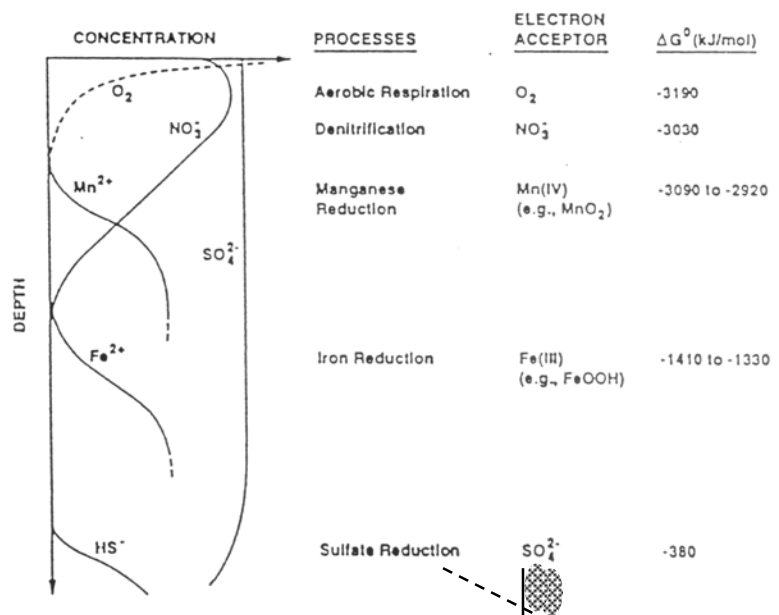 CONCENTRATION
PROCESSES
ELECTRON ACCEPTOR
ΔG⁰(kJ/mol)
O₂
NO₃⁻
Mn²⁺
SO₄²⁻
DEPTH
Fe²⁺
HS⁻
Aerobic Respiration O₂ -3190
Denitrification NO₃⁻ -3030
Manganese Mn(IV) -3090 to -2920
Reduction (e.g., MnO₂)
Iron Reduction Fe(III) -1410 to -1330
(e.g., FeOOH)
Sulfate Reduction SO₄²⁻ -380